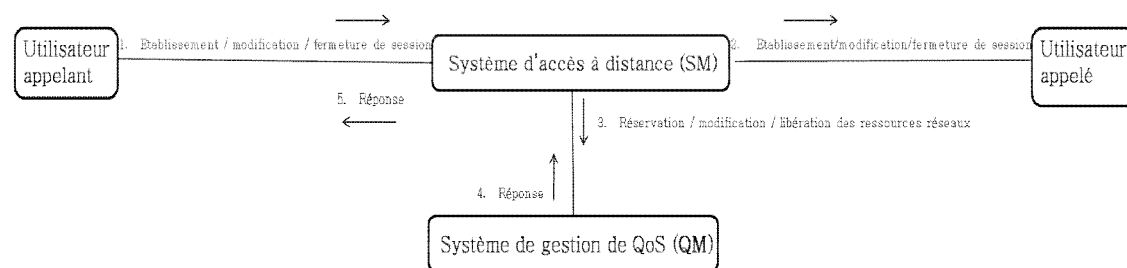 Utilisateur
appelant
1. Etablissement / modification / fermeture de session
Système d'accès à distance (SM)
2. Etablissement/modification/fermeture de session
Utilisateur
appelé
5. Réponse
3. Réservation / modification / libération des ressources réseaux
4. Réponse
Système de gestion de QoS (QM)